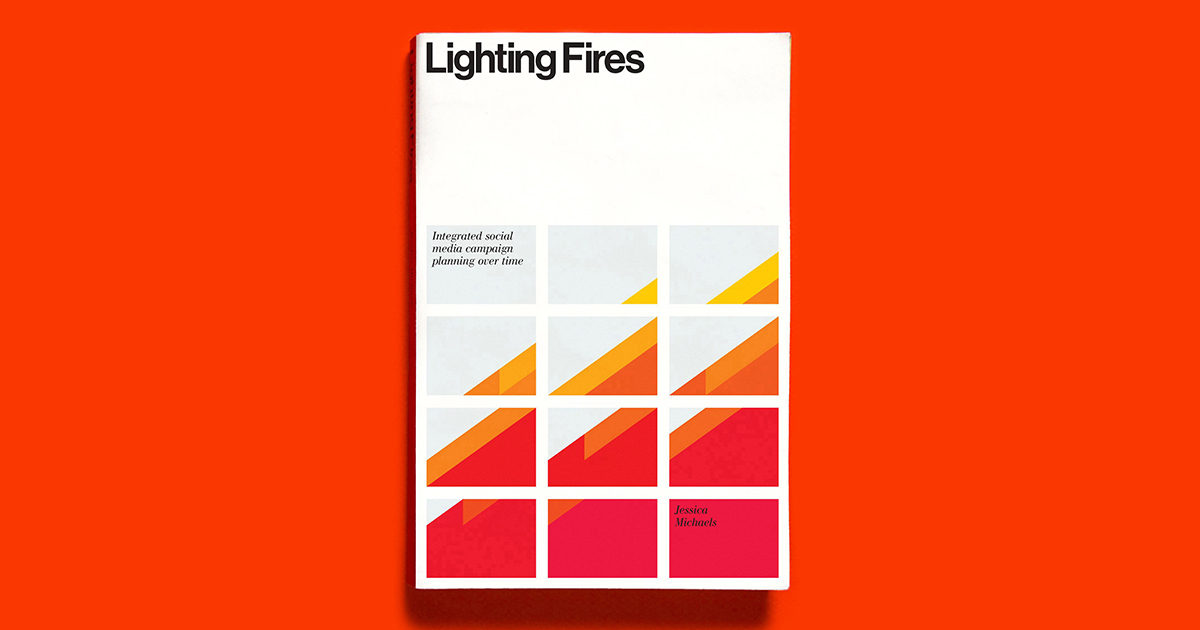 Lighting Fires
Integrated social
media campaign
planning over time
Jessica
Michaels